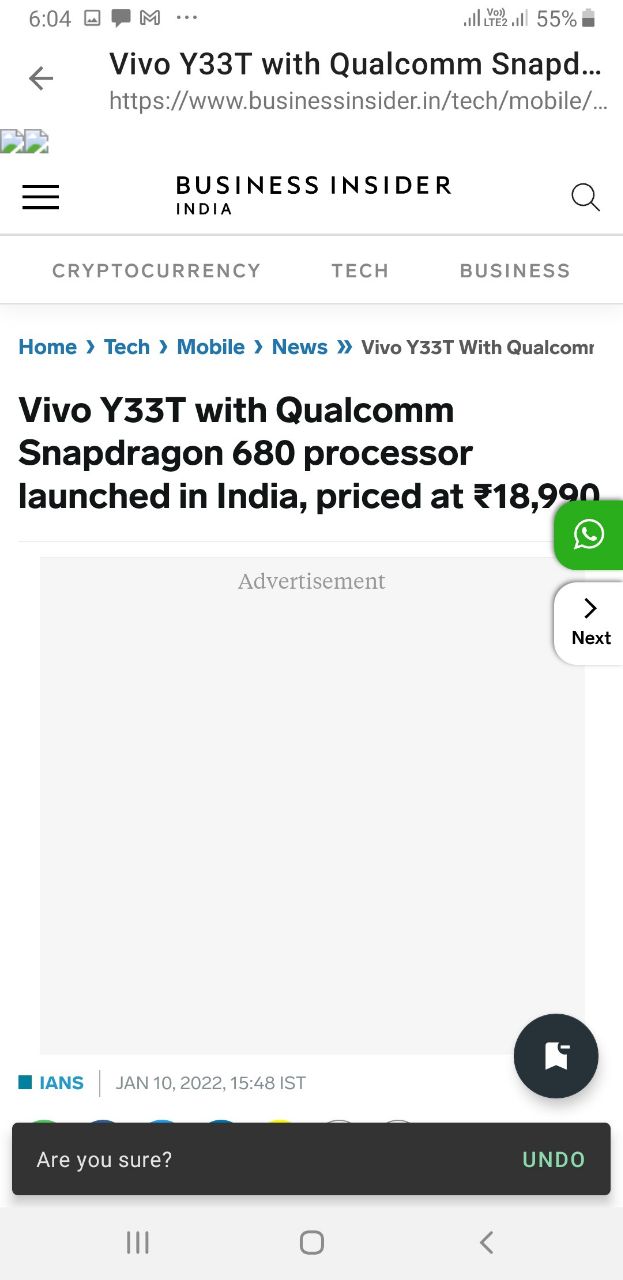 6:04 Vo)) LTE2 55%
Vivo Y33T with Qualcomm Snapd...
https://www.businessinsider.in/tech/mobile/...
BUSINESS INSIDER
INDIA
CRYPTOCURRENCY TECH BUSINESS
Home › Tech › Mobile › News » Vivo Y33T With Qualcomm
Vivo Y33T with Qualcomm
Snapdragon 680 processor
launched in India, priced at ₹18,990
Advertisement
Next
IANS JAN 10, 2022, 15:48 IST
Are you sure? UNDO